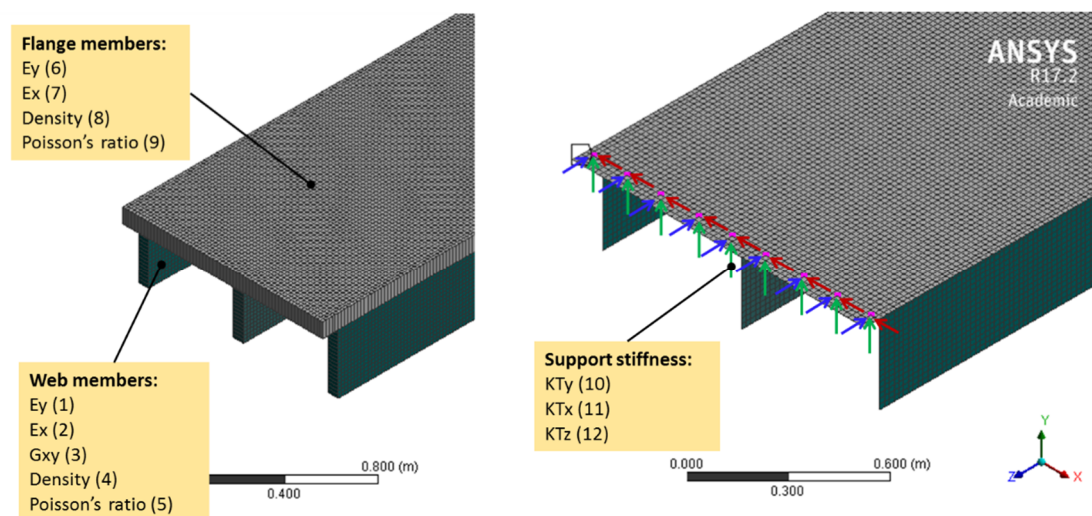 Flange members:
Ey (6)
Ex (7)
Density (8)
Poisson's ratio (9)
Web members:
Ey (1)
Ex (2)
Gxy (3)
Density (4)
Poisson's ratio (5)
0.800 (m)
0.400
ANSYS
R17.2
Academic
Support stiffness:
KTy (10)
KTx (11)
KTz (12)
0.000
0.600 (m)
0.300
Y
Z
X